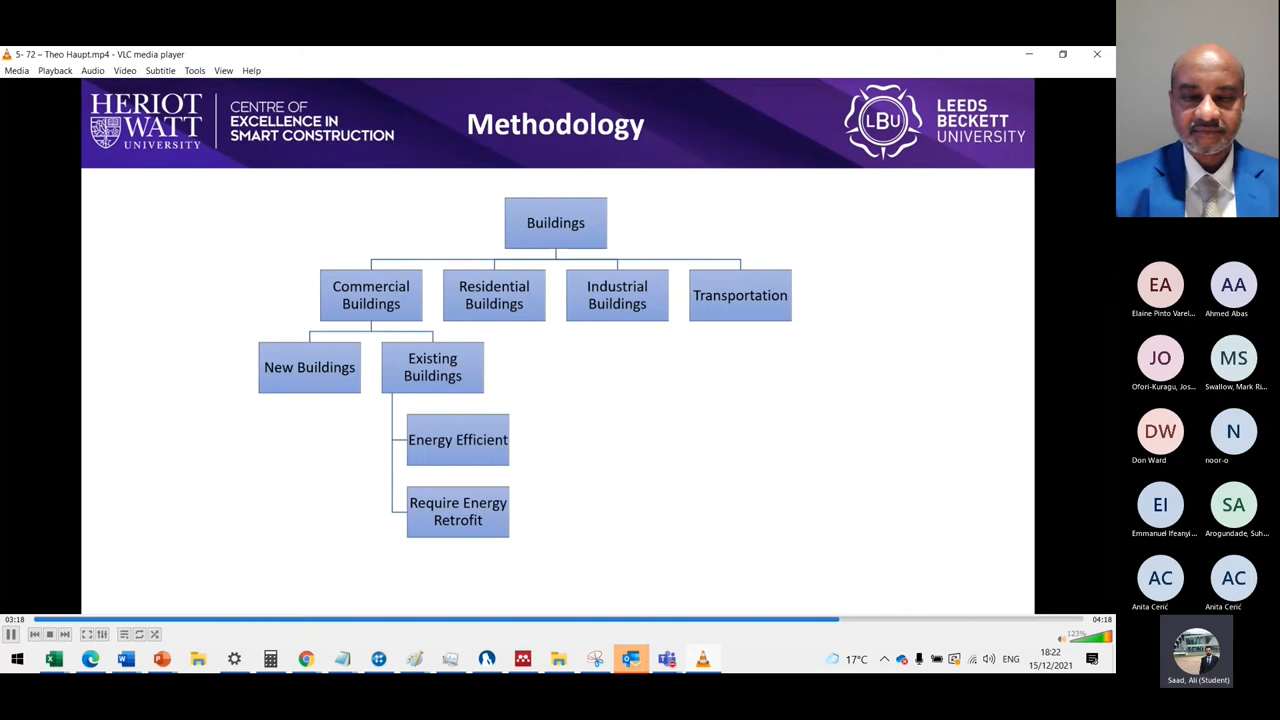 5- 72 – Theo Haupt.mp4 - VLC media player
Media Playback Audio Video Subtitle Tools View Help
HERIOT
WATT
UNIVERSITY
CENTRE OF
EXCELLENCE IN
SMART CONSTRUCTION
Methodology
LBU
LEEDS
BECKETT
UNIVERSITY
Buildings
Commercial
Buildings
Residential
Buildings
Industrial
Buildings
Transportation
New Buildings
Existing
Buildings
Energy Efficient
Require Energy
Retrofit
03:18
04:18
123%
17°C
ENG
18:22
15/12/2021
EA
Elaine Pinto Varel...
AA
Ahmed Abas
JO
Ofori-Kuragu, Jos...
MS
Swallow, Mark Ri...
DW
Don Ward
N
noor-o
EI
Emmanuel Ifeanyi...
SA
Arogundade, Suh...
AC
Anita Cerić
AC
Anita Cerić
Saad, Ali (Student)